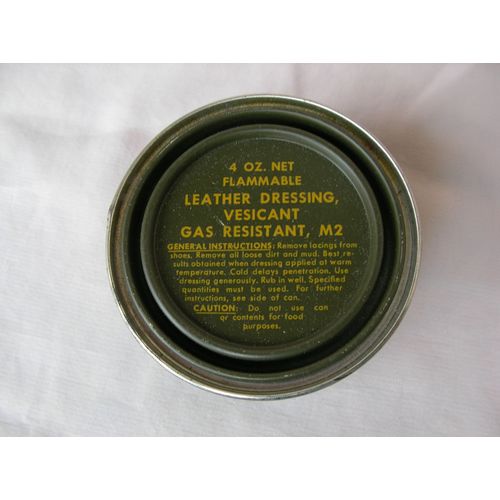 4 OZ. NET
FLAMMABLE
LEATHER DRESSING,
VESICANT
GAS RESISTANT, M2
GENERAL INSTRUCTIONS: Remove lacings from
shoes. Remove all loose dirt and mud. Best re-
sults obtained when dressing applied at warm
temperature. Cold delays penetration. Use
dressing generously. Rub in well. Specified
quantities must be used. For further
instructions, see side of can.
CAUTION: Do not use can
or contents for food
purposes.